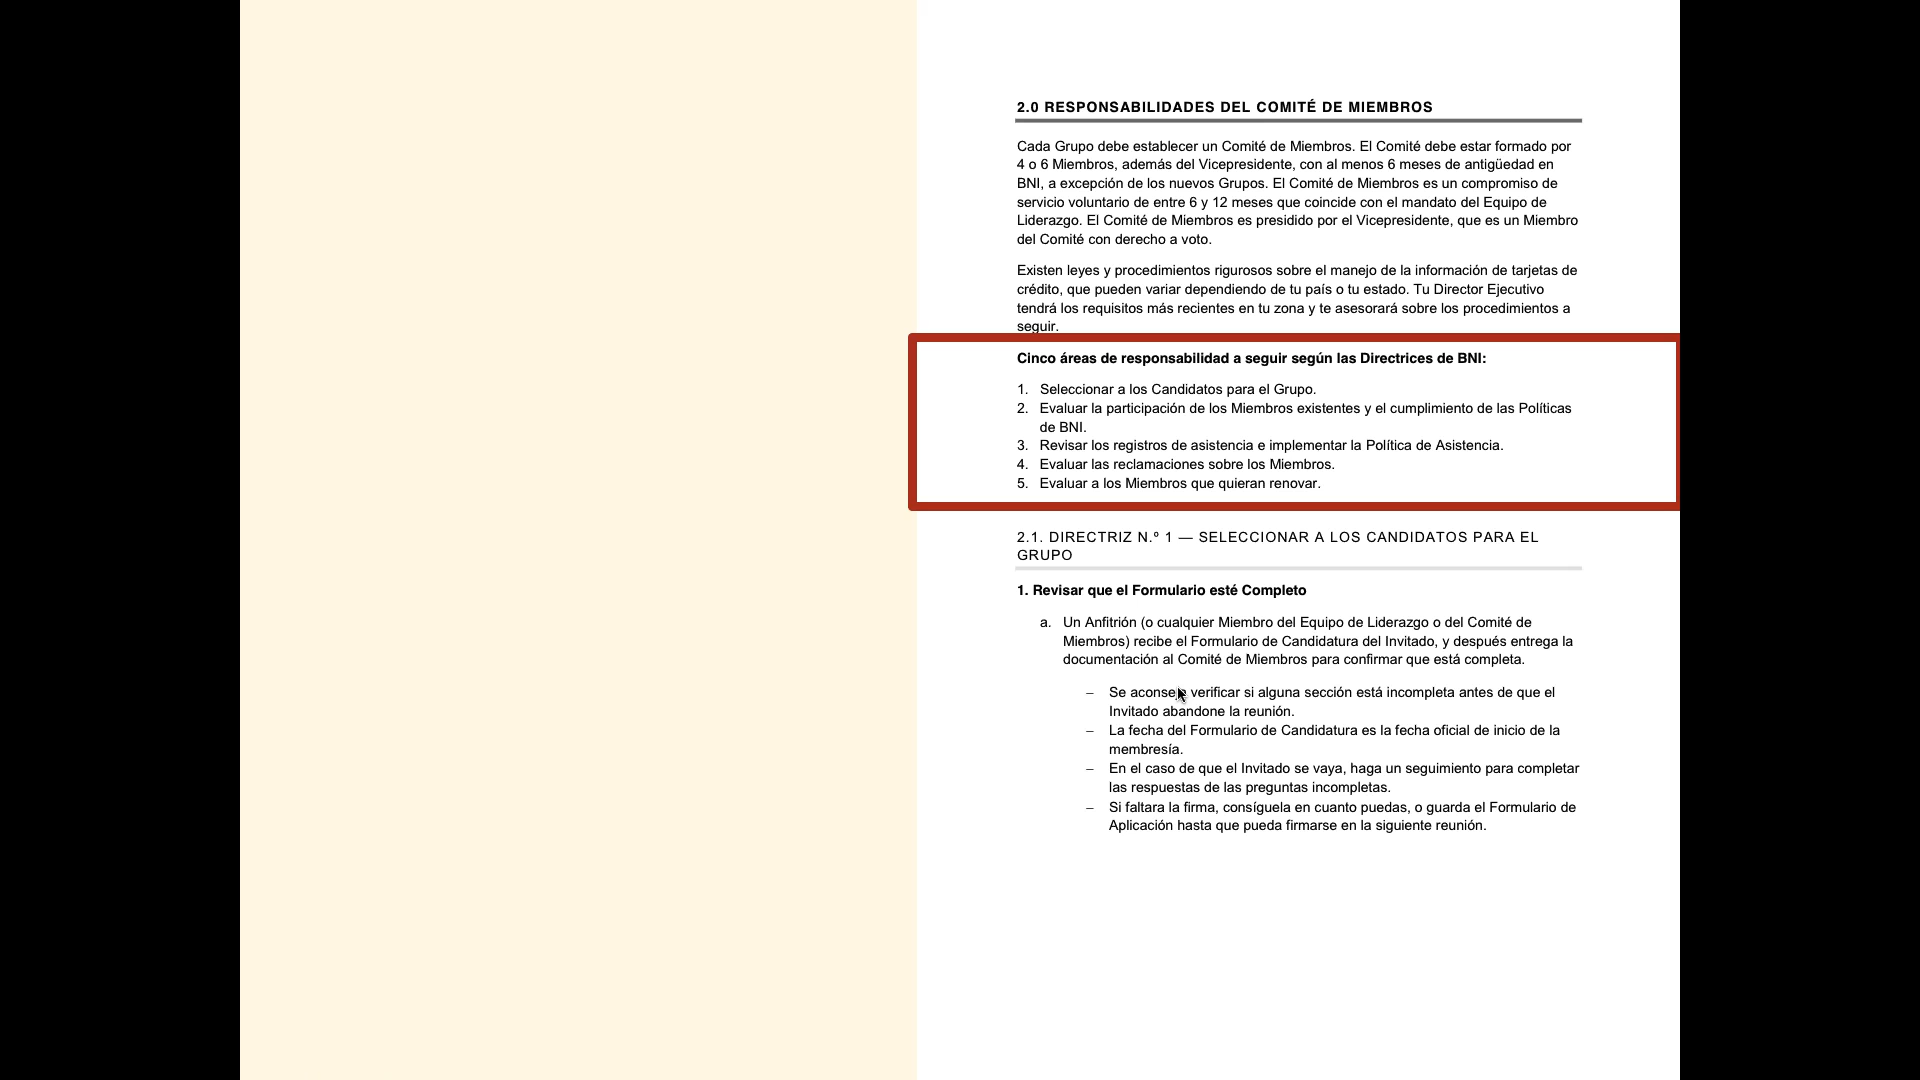 2.0 RESPONSABILIDADES DEL COMITÉ DE MIEMBROS
Cada Grupo debe establecer un Comité de Miembros. El Comité debe estar formado por
4 o 6 Miembros, además del Vicepresidente, con al menos 6 meses de antigüedad en
BNI, a excepción de los nuevos Grupos. El Comité de Miembros es un compromiso de
servicio voluntario de entre 6 y 12 meses que coincide con el mandato del Equipo de
Liderazgo. El Comité de Miembros es presidido por el Vicepresidente, que es un Miembro
del Comité con derecho a voto.
Existen leyes y procedimientos rigurosos sobre el manejo de la información de tarjetas de
crédito, que pueden variar dependiendo de tu país o tu estado. Tu Director Ejecutivo
tendrá los requisitos más recientes en tu zona y te asesorará sobre los procedimientos a
seguir.
Cinco áreas de responsabilidad a seguir según las Directrices de BNI:
1. Seleccionar a los Candidatos para el Grupo.
2. Evaluar la participación de los Miembros existentes y el cumplimiento de las Políticas
de BNI.
3. Revisar los registros de asistencia e implementar la Política de Asistencia.
4. Evaluar las reclamaciones sobre los Miembros.
5. Evaluar a los Miembros que quieran renovar.
2.1. DIRECTRIZ N.º 1 — SELECCIONAR A LOS CANDIDATOS PARA EL
GRUPO
1. Revisar que el Formulario esté Completo
a. Un Anfitrión (o cualquier Miembro del Equipo de Liderazgo o del Comité de
Miembros) recibe el Formulario de Candidatura del Invitado, y después entrega la
documentación al Comité de Miembros para confirmar que está completa.
– Se aconseja verificar si alguna sección está incompleta antes de que el
Invitado abandone la reunión.
– La fecha del Formulario de Candidatura es la fecha oficial de inicio de la
membresía.
– En el caso de que el Invitado se vaya, haga un seguimiento para completar
las respuestas de las preguntas incompletas.
– Si faltara la firma, consíguela en cuanto puedas, o guarda el Formulario de
Aplicación hasta que pueda firmarse en la siguiente reunión.